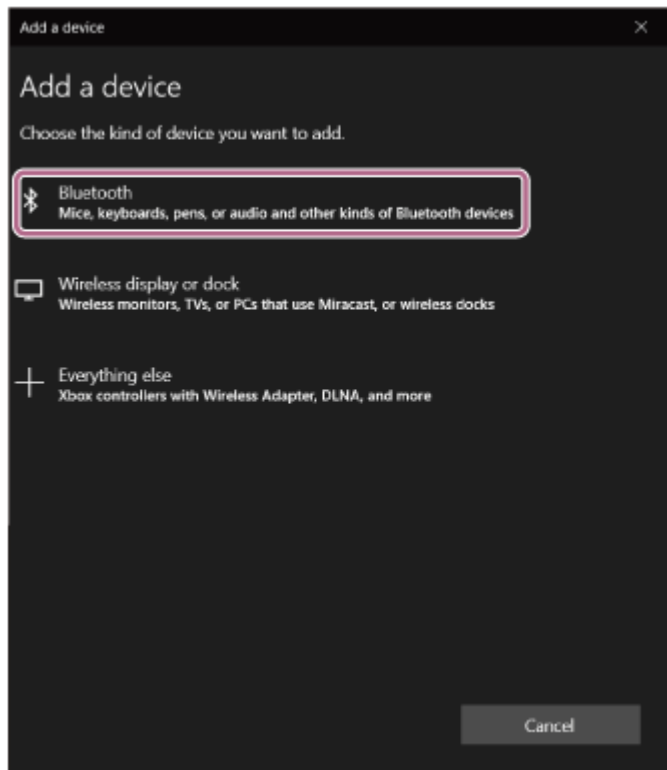 Add a device
Add a device
Choose the kind of device you want to add.
Bluetooth
Mice, keyboards, pens, or audio and other kinds of Bluetooth devices
Wireless display or dock
Wireless monitors, TVs, or PCs that use Miracast, or wireless docks
Everything else
Xbox controllers with Wireless Adapter, DLNA, and more
Cancel